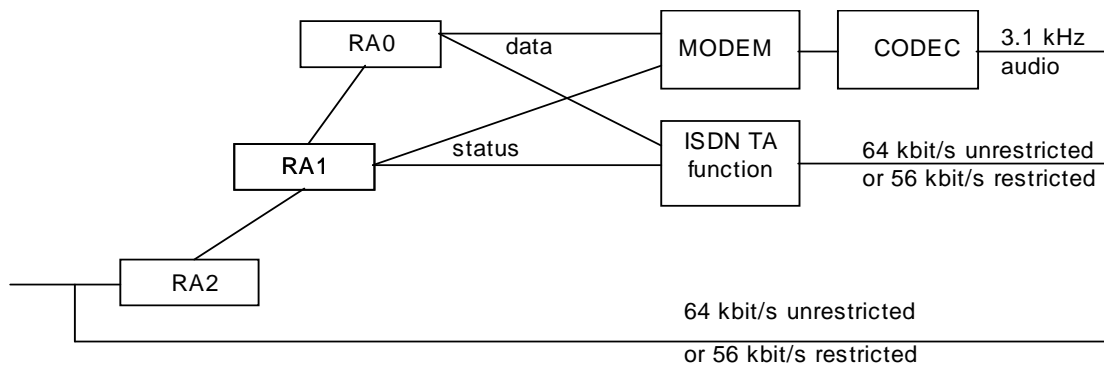 RA0
data
MODEM
CODEC
3.1 kHz
audio
RA1
status
ISDN TA
function
64 kbit/s unrestricted
or 56 kbit/s restricted
RA2
64 kbit/s unrestricted
or 56 kbit/s restricted